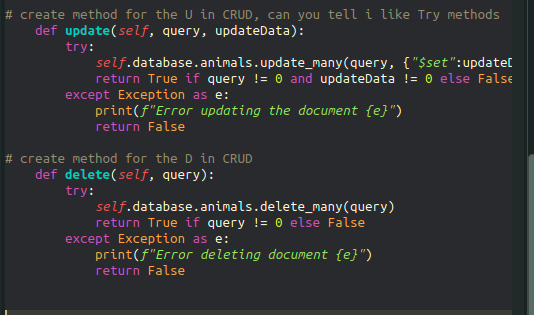 # create method for the U in CRUD, can you tell i like Try methods
    def update(self, query, updateData):
        try:
            self.database.animals.update_many(query, {"$set":updateD
            return True if query != 0 and updateData != 0 else False
        except Exception as e:
            print(f"Error updating the document {e}")
            return False

# create method for the D in CRUD
    def delete(self, query):
        try:
            self.database.animals.delete_many(query)
            return True if query != 0 else False
        except Exception as e:
            print(f"Error deleting document {e}")
            return False